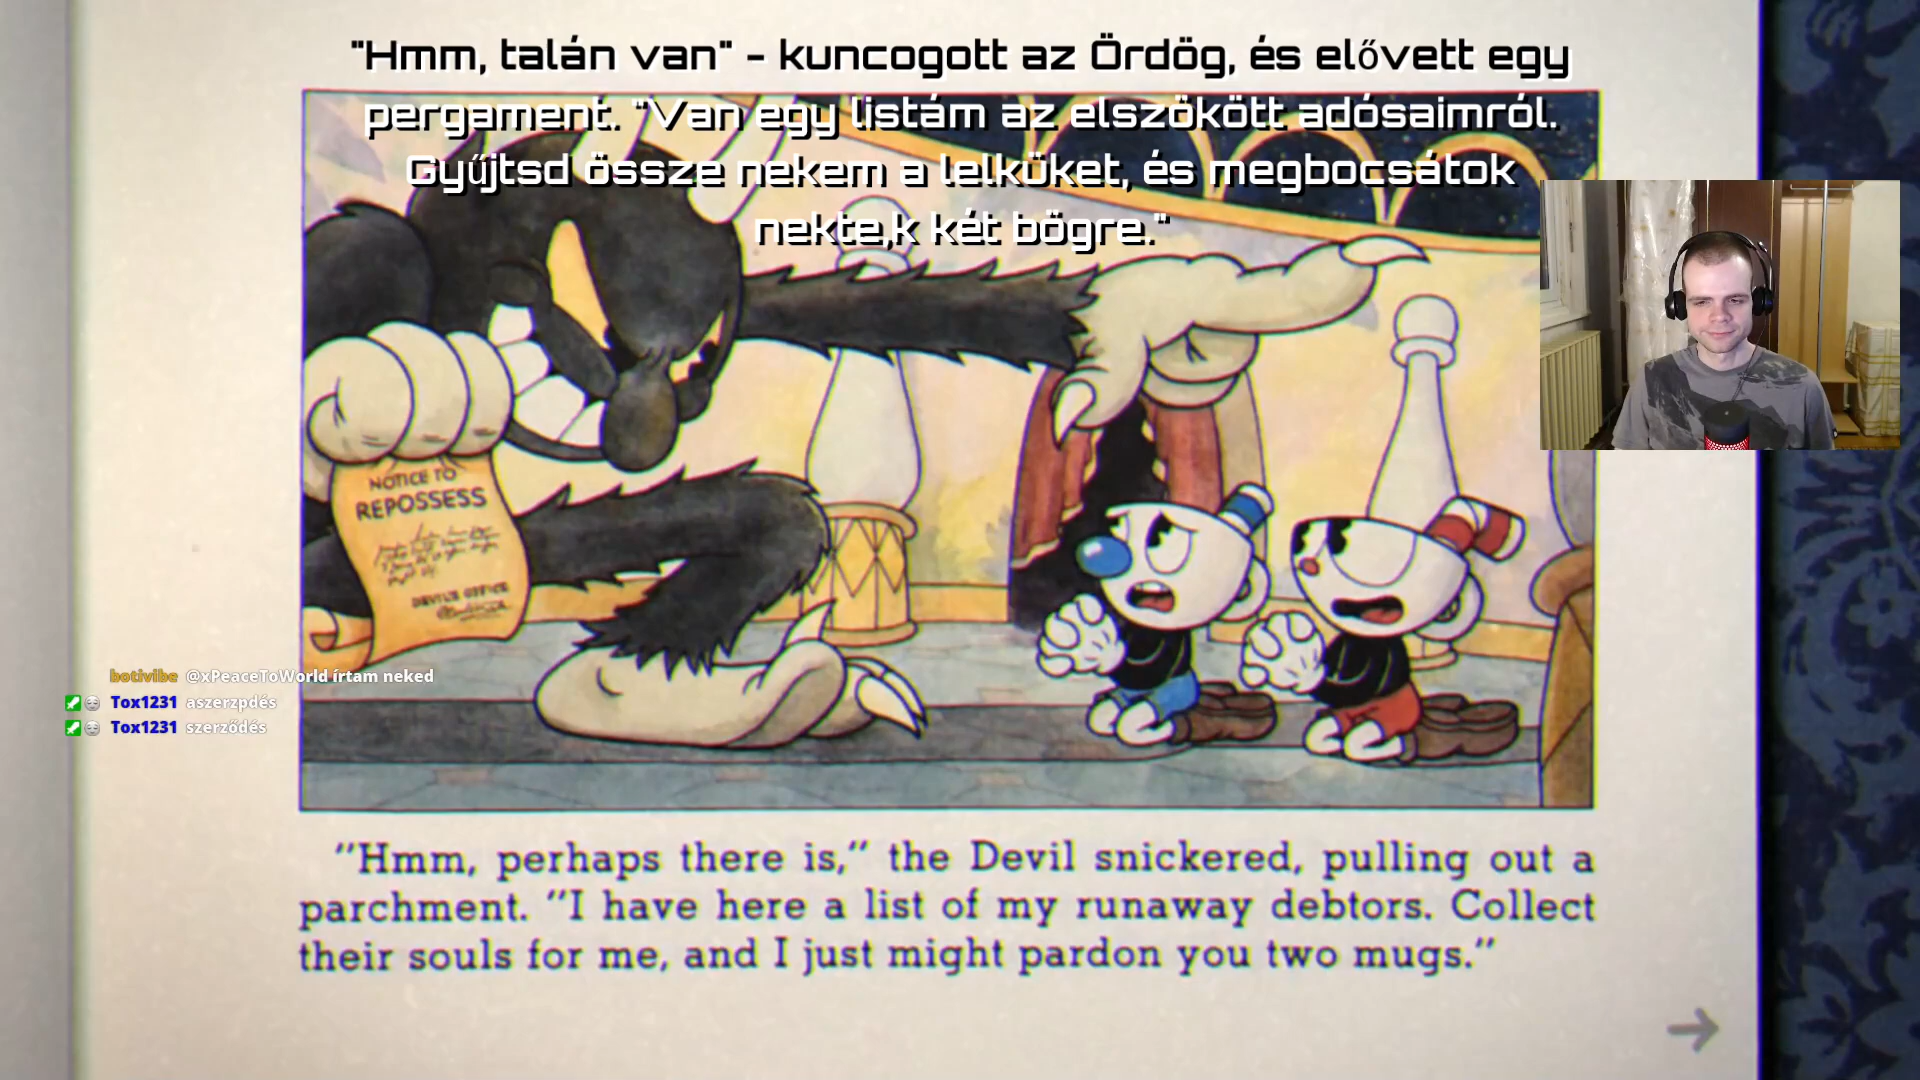 "Hmm, talán van" - kuncogott az Ördög, és elővett egy
pergament. "Van egy listám az elszökött adósaimról.
Gyűjtsd össze nekem a lelküket, és megbocsátok
nekte,k két bögre."
NOTICE TO
REPOSSESS
DEVIL'S OFFICE
botivibe @xPeaceToWorld írtam neked
Tox1231 aszerzpdés
Tox1231 szerződés
"Hmm, perhaps there is," the Devil snickered, pulling out a
parchment. "I have here a list of my runaway debtors. Collect
their souls for me, and I just might pardon you two mugs."